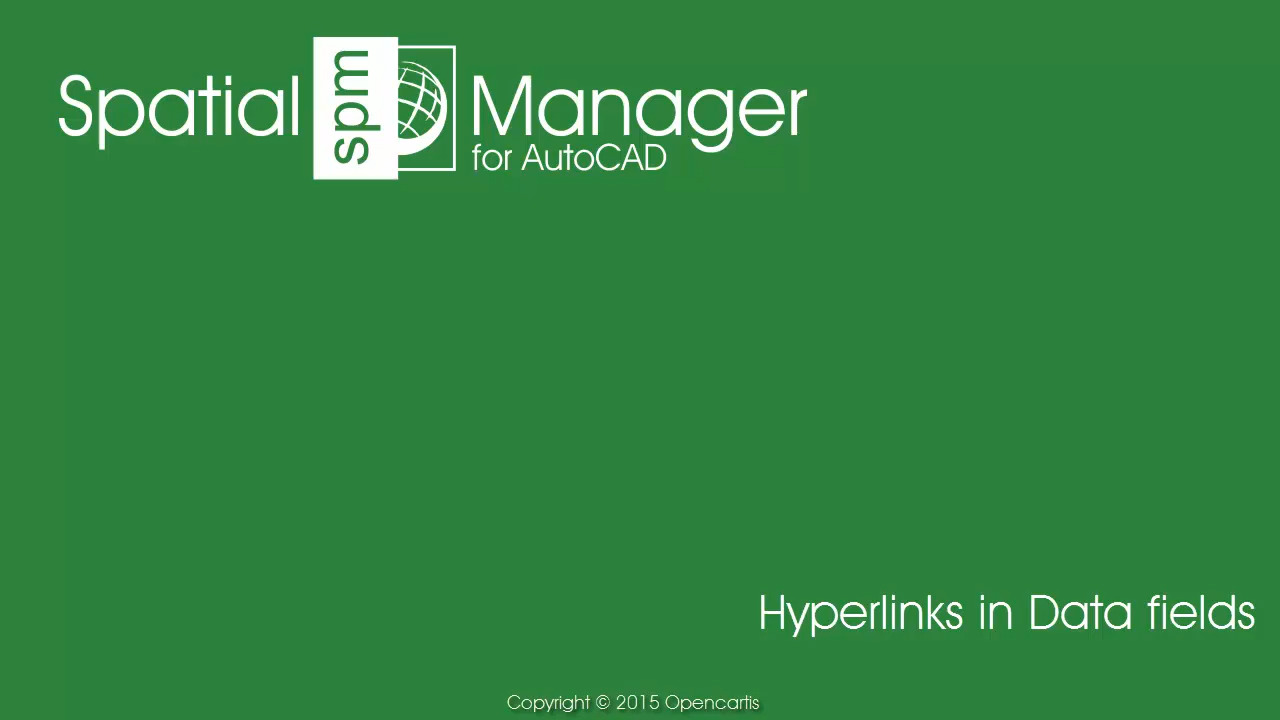 Spatial spm Manager
for AutoCAD
Hyperlinks in Data fields
Copyright © 2015 Opencartis